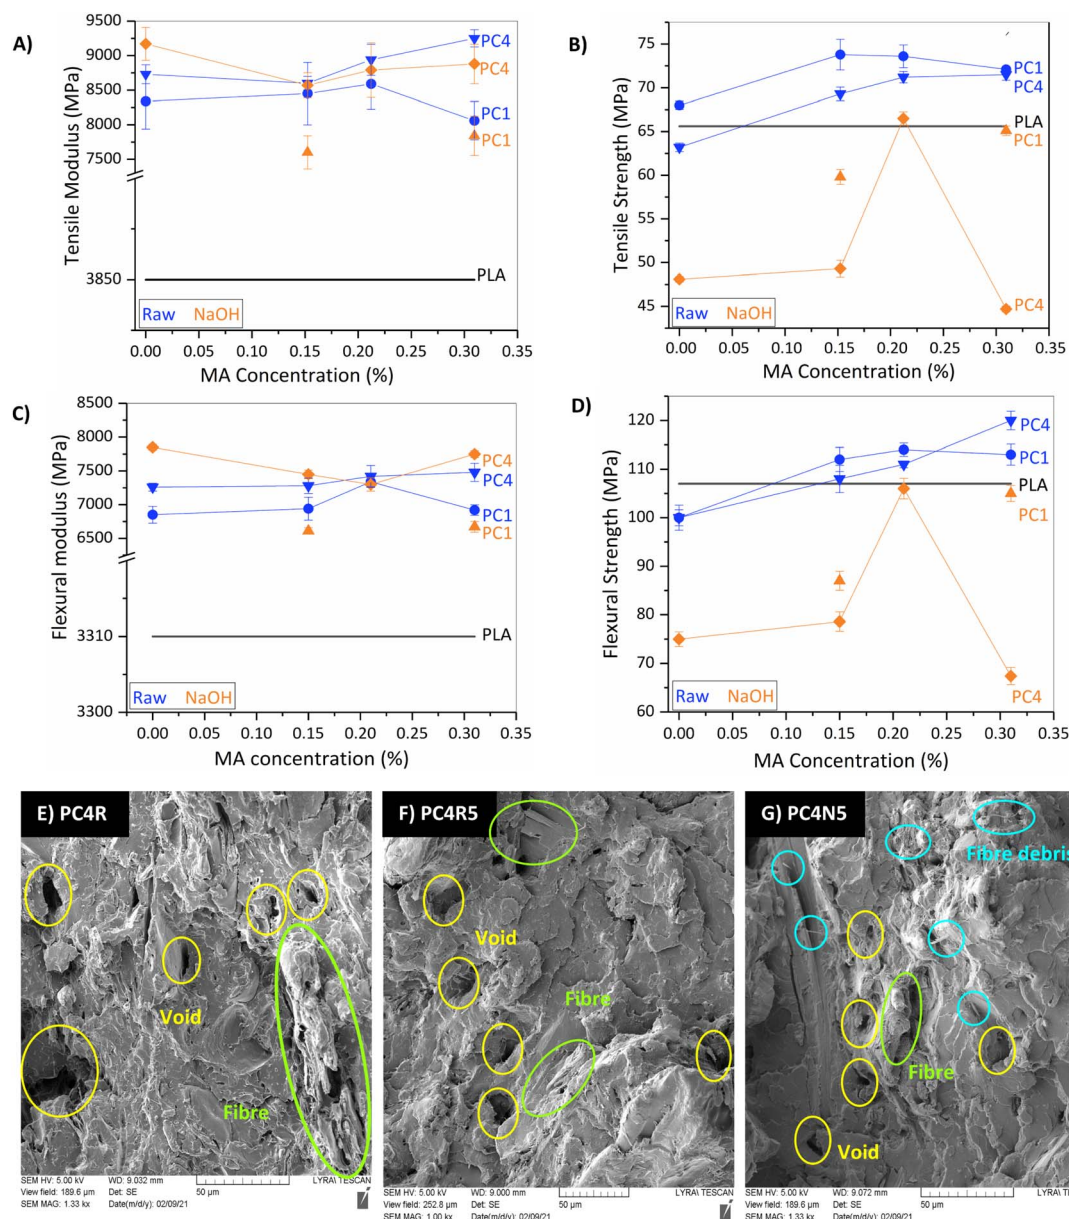 A)
Tensile Modulus (MPa)
9500
9000
8500
8000
7500
3850
PC4
PC4
PC1
PC1
PLA
Raw NaOH
0.00 0.05 0.10 0.15 0.20 0.25 0.30 0.35
MA Concentration (%)
B)
Tensile Strength (MPa)
75
70
65
60
55
50
45
PC1
PC4
PLA
PC1
PC4
Raw NaOH
0.00 0.05 0.10 0.15 0.20 0.25 0.30 0.35
MA Concentration (%)
C)
Flexural modulus (MPa)
8500
8000
7500
7000
6500
3310
3300
PC4
PC4
PC1
PC1
PLA
Raw NaOH
0.00 0.05 0.10 0.15 0.20 0.25 0.30 0.35
MA concentration (%)
D)
Flexural Strength (MPa)
120
110
100
90
80
70
60
PC4
PC1
PLA
PC1
PC4
Raw NaOH
0.00 0.05 0.10 0.15 0.20 0.25 0.30 0.35
MA Concentration (%)
E) PC4R
Void
Fibre
SEM HV: 5.00 kV WD: 9.032 mm LYRA\ TESCAN
View field: 189.6 µm Det: SE 50 µm
SEM MAG: 1.33 kx Date(m/d/y): 02/09/21
F) PC4R5
Void
Fibre
SEM HV: 5.00 kV WD: 9.000 mm LYRA\ TESCAN
View field: 252.8 µm Det: SE 50 µm
SEM MAG: 1.00 kx Date(m/d/y): 02/09/21
G) PC4N5
Fibre debris
Fibre
Void
SEM HV: 5.00 kV WD: 9.072 mm LYRA\ TE
View field: 189.6 µm Det: SE 50 µm
SEM MAG: 1.33 kx Date(m/d/y): 02/09/21